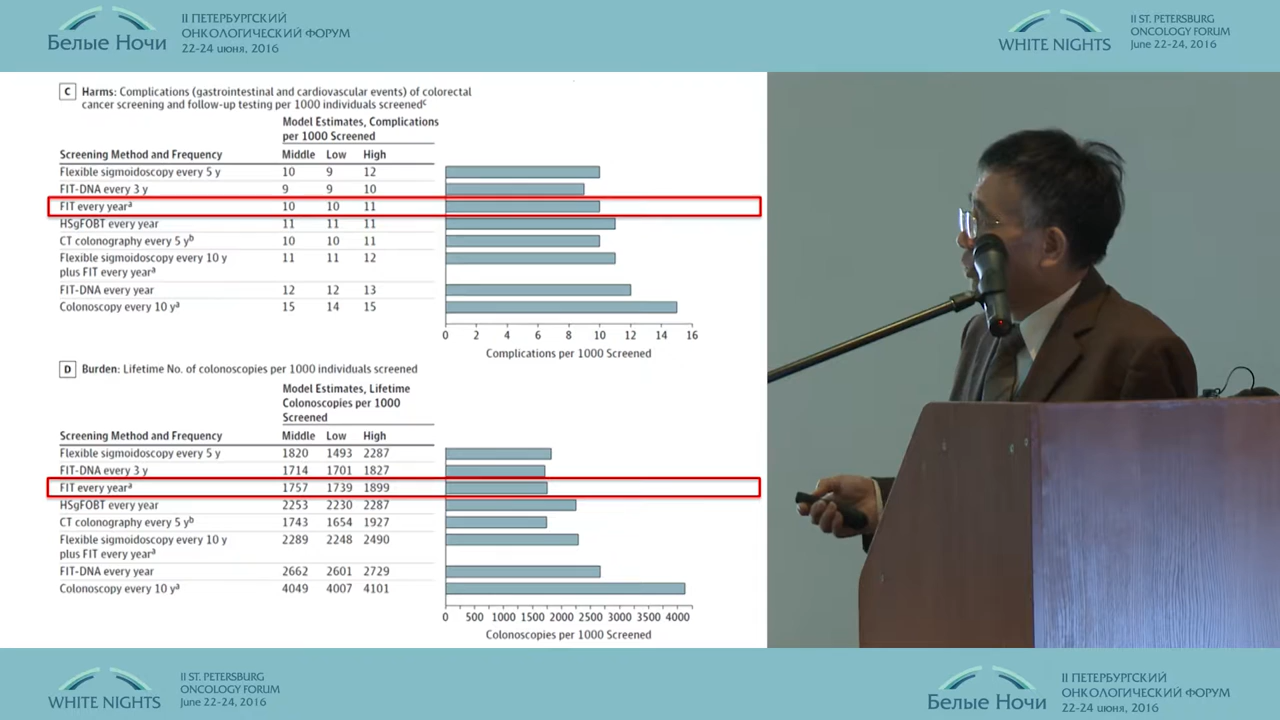 II ПЕТЕРБУРГСКИЙ
ОНКОЛОГИЧЕСКИЙ ФОРУМ
Белые Ночи
22-24 июня, 2016
II ST. PETERSBURG
ONCOLOGY FORUM
WHITE NIGHTS
June 22-24, 2016
C Harms: Complications (gastrointestinal and cardiovascular events) of colorectal
cancer screening and follow-up testing per 1000 individuals screenedᶜ
Model Estimates, Complications
per 1000 Screened
Screening Method and Frequency Middle Low High
Flexible sigmoidoscopy every 5 y 10 9 12
FIT-DNA every 3 y 9 9 10
FIT every yearᵃ 10 10 11
HSgFOBT every year 11 11 11
CT colonography every 5 yᵇ 10 10 11
Flexible sigmoidoscopy every 10 y 11 11 12
plus FIT every yearᵃ
FIT-DNA every year 12 12 13
Colonoscopy every 10 yᵃ 15 14 15
0 2 4 6 8 10 12 14 16
Complications per 1000 Screened
D Burden: Lifetime No. of colonoscopies per 1000 individuals screened
Model Estimates, Lifetime
Colonoscopies per 1000
Screened
Screening Method and Frequency Middle Low High
Flexible sigmoidoscopy every 5 y 1820 1493 2287
FIT-DNA every 3 y 1714 1701 1827
FIT every yearᵃ 1757 1739 1899
HSgFOBT every year 2253 2230 2287
CT colonography every 5 yᵇ 1743 1654 1927
Flexible sigmoidoscopy every 10 y 2289 2248 2490
plus FIT every yearᵃ
FIT-DNA every year 2662 2601 2729
Colonoscopy every 10 yᵃ 4049 4007 4101
0 500 1000 1500 2000 2500 3000 3500 4000
Colonoscopies per 1000 Screened
II ST. PETERSBURG
ONCOLOGY FORUM
WHITE NIGHTS
June 22-24, 2016
II ПЕТЕРБУРГСКИЙ
ОНКОЛОГИЧЕСКИЙ ФОРУМ
Белые Ночи
22-24 июня, 2016